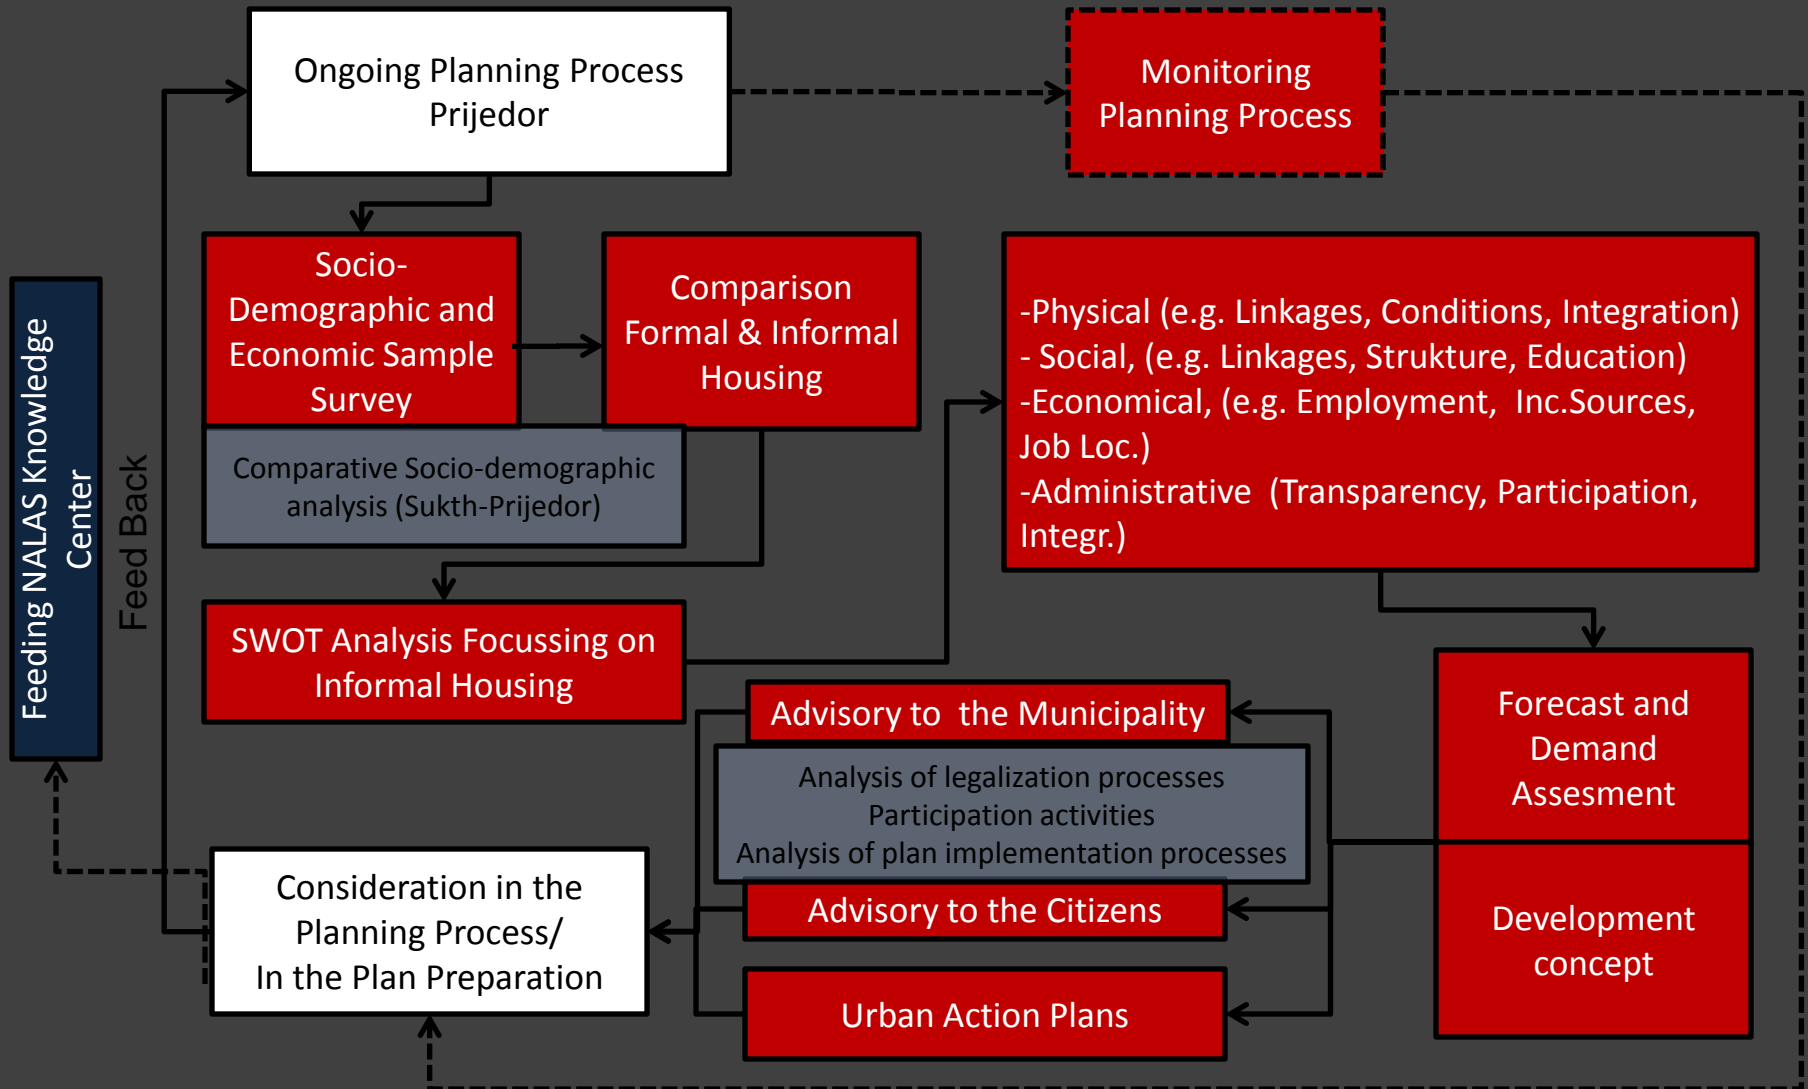 Ongoing Planning Process
Prijedor
Monitoring
Planning Process
Socio-
Demographic and
Economic Sample
Survey
Comparison
Formal & Informal
Housing
-Physical (e.g. Linkages, Conditions, Integration)
- Social, (e.g. Linkages, Strukture, Education)
-Economical, (e.g. Employment, Inc.Sources,
Job Loc.)
-Administrative (Transparency, Participation,
Integr.)
Comparative Socio-demographic
analysis (Sukth-Prijedor)
Feeding NALAS Knowledge
Center
Feed Back
SWOT Analysis Focussing on
Informal Housing
Advisory to the Municipality
Analysis of legalization processes
Participation activities
Analysis of plan implementation processes
Advisory to the Citizens
Urban Action Plans
Forecast and
Demand
Assesment
Development
concept
Consideration in the
Planning Process/
In the Plan Preparation